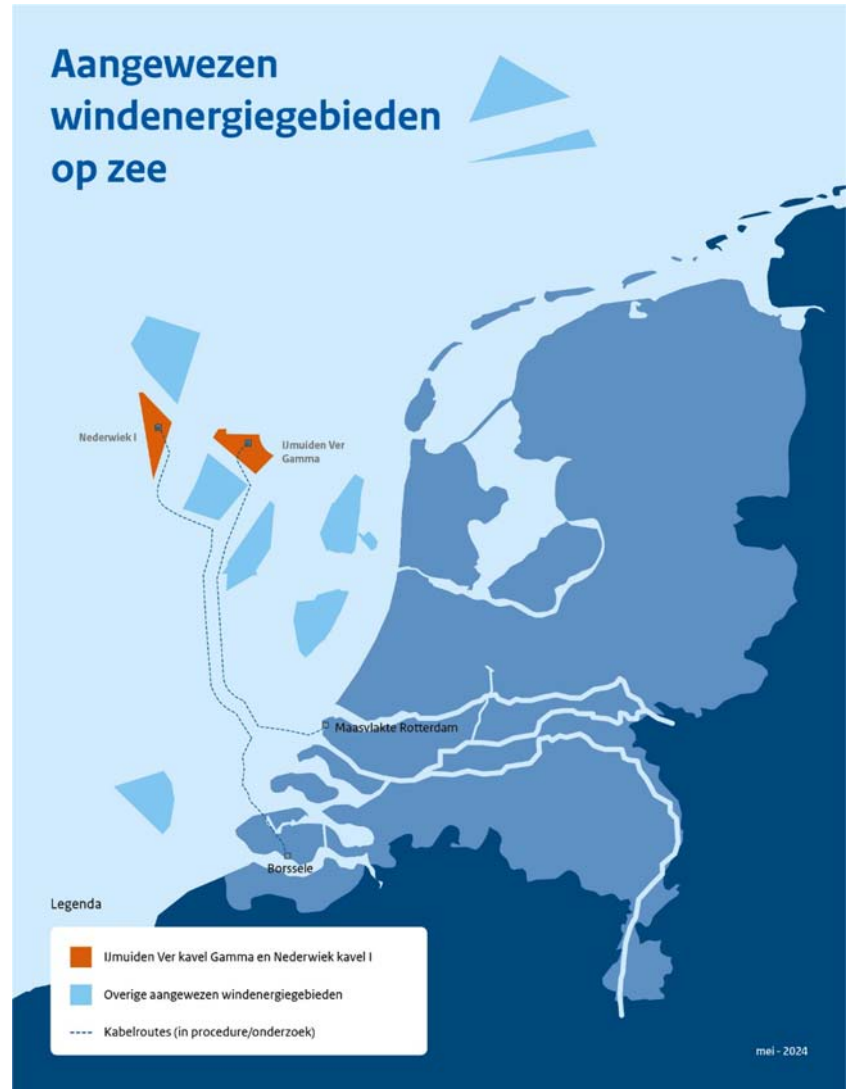 Aangewezen
windenergiegebieden
op zee
Nederwiek I
IJmuiden Ver
Gamma
Maasvlakte Rotterdam
Borssele
Legenda
IJmuiden Ver kavel Gamma en Nederwiek kavel I
Overige aangewezen windenergiegebieden
Kabelroutes (in procedure/onderzoek)
mei - 2024